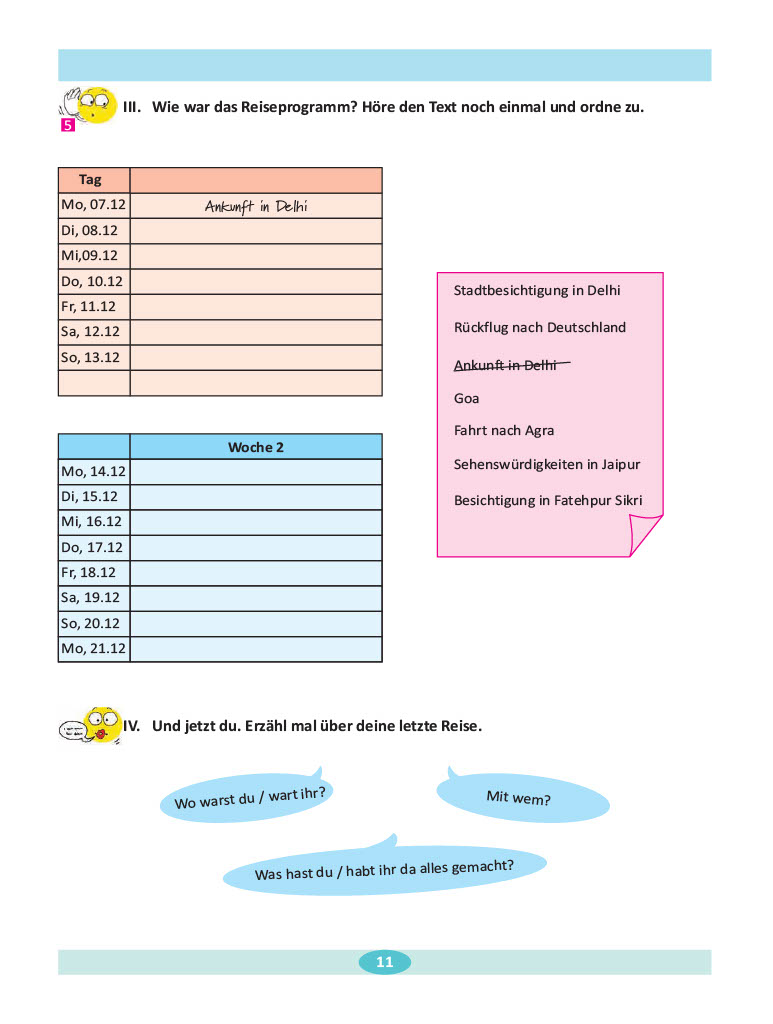 III. Wie war das Reiseprogramm? Höre den Text noch einmal und ordne zu.
5
Tag
Mo, 07.12 Ankunft in Delhi
Di, 08.12
Mi,09.12
Do, 10.12
Fr, 11.12
Sa, 12.12
So, 13.12
Stadtbesichtigung in Delhi
Rückflug nach Deutschland
Ankunft in Delhi
Goa
Fahrt nach Agra
Sehenswürdigkeiten in Jaipur
Besichtigung in Fatehpur Sikri
Woche 2
Mo, 14.12
Di, 15.12
Mi, 16.12
Do, 17.12
Fr, 18.12
Sa, 19.12
So, 20.12
Mo, 21.12
IV. Und jetzt du. Erzähl mal über deine letzte Reise.
Wo warst du / wart ihr?
Mit wem?
Was hast du / habt ihr da alles gemacht?
11